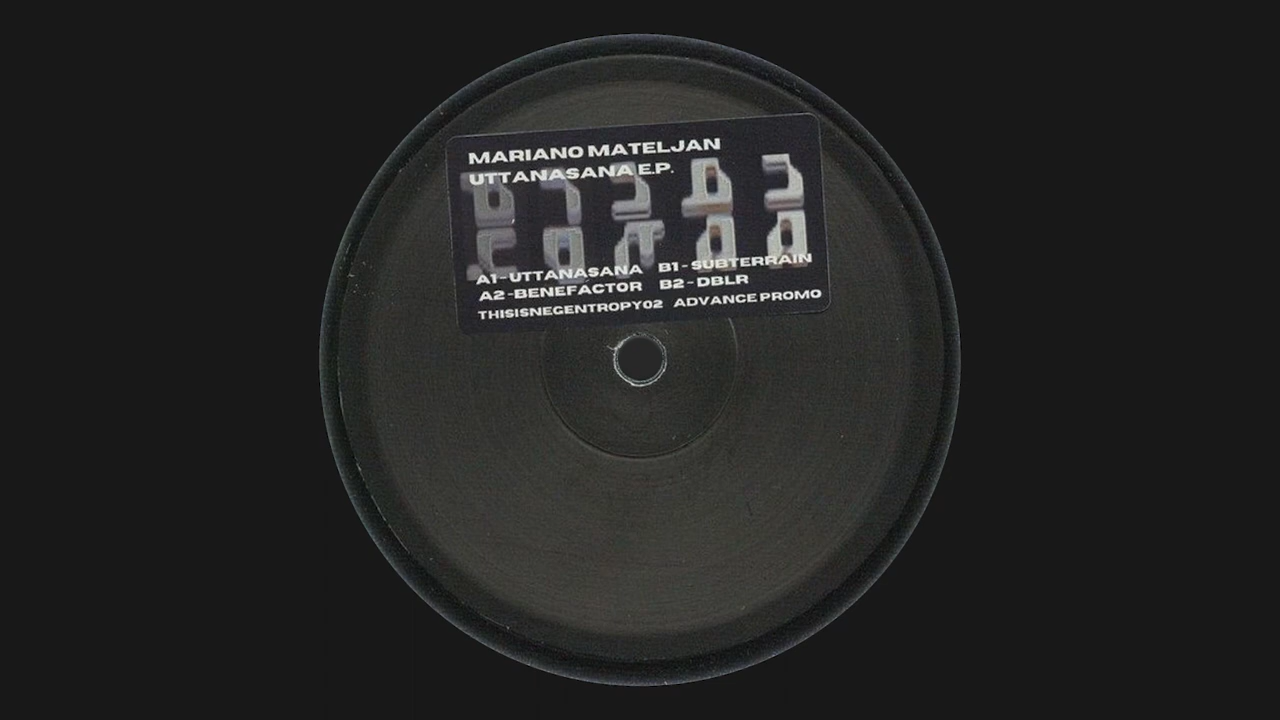 MARIANO MATELJAN
UTTANASANA E.P.
A1-UTTANASANA B1-SUBTERRAIN
A2-BENEFACTOR B2-DBLR
THISISNEGENTROPY02 ADVANCE PROMO